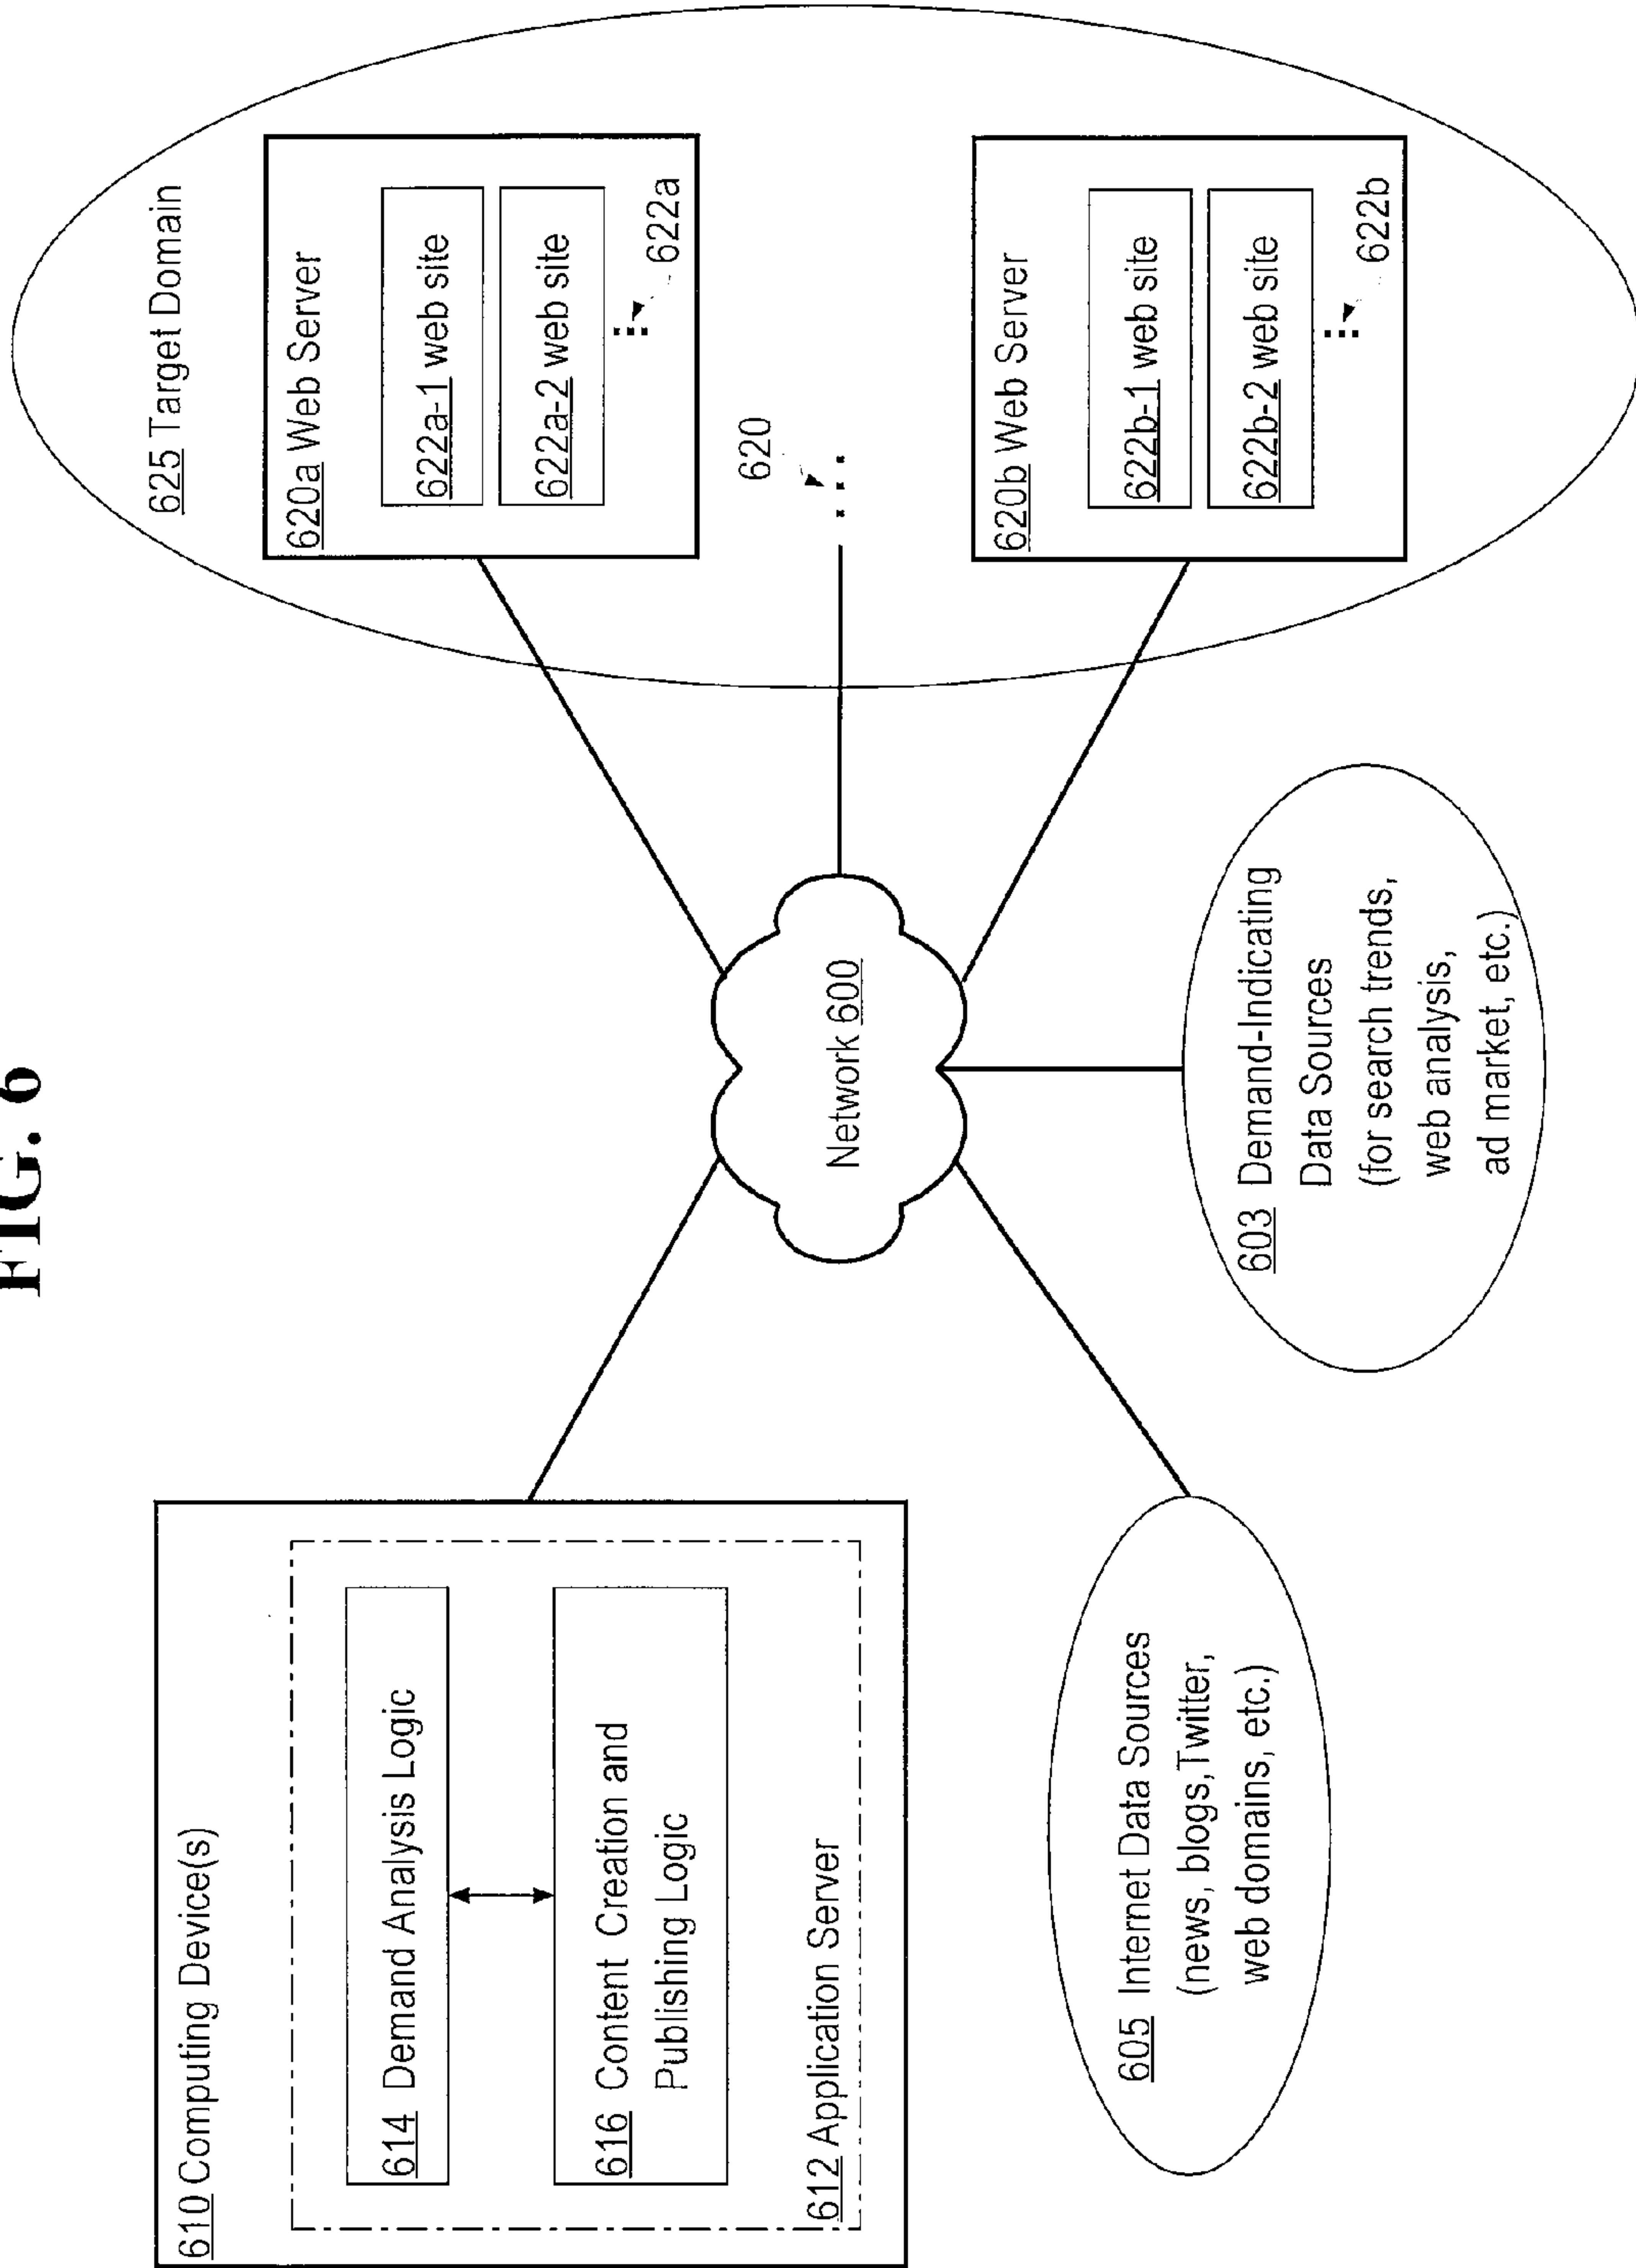 FIG. 6
610 Computing Device(s)
614 Demand Analysis Logic
616 Content Creation and
Publishing Logic
612 Application Server
605 Internet Data Sources
(news, blogs,Twitter,
web domains, etc.)
Network 600
603 Demand-Indicating
Data Sources
(for search trends,
web analysis,
ad market, etc.)
625 Target Domain
620a Web Server
622a-1 web site
622a-2 web site
622a
620
620b Web Server
622b-1 web site
622b-2 web site
622b